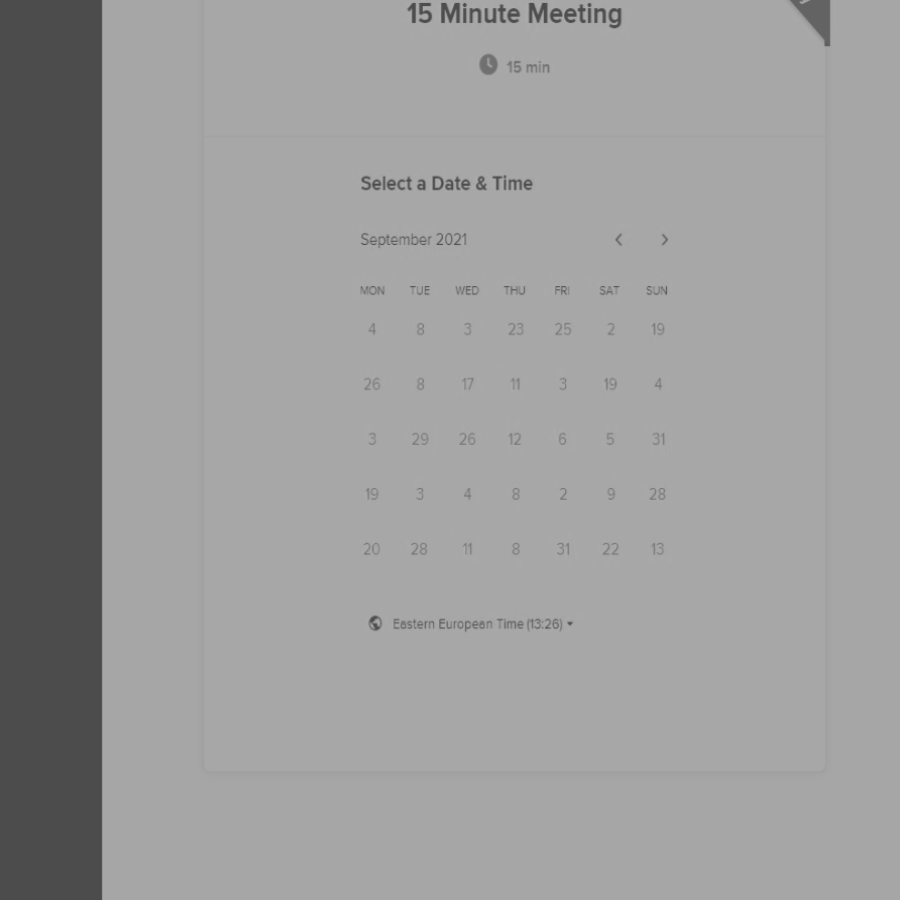 15 Minute Meeting
15 min
Select a Date & Time
September 2021
MON TUE WED THU FRI SAT SUN
4 8 3 23 25 2 19
26 8 17 11 3 19 4
3 29 26 12 6 5 31
19 3 4 8 2 9 28
20 28 11 8 31 22 13
Eastern European Time (13:26)